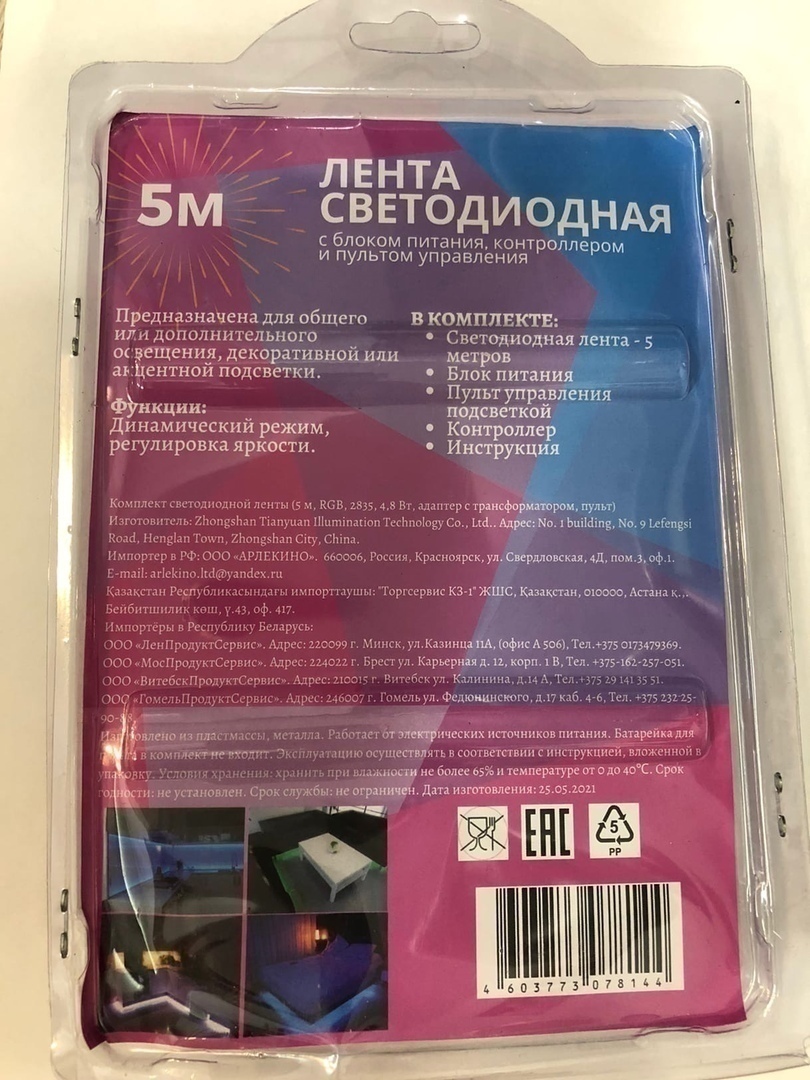 5м
ЛЕНТА
СВЕТОДИОДНАЯ
с блоком питания, контроллером
и пультом управления
Предназначена для общего
или дополнительного
освещения, декоративной или
акцентной подсветки.
Функции:
Динамический режим,
регулировка яркости.
В КОМПЛЕКТЕ:
• Светодиодная лента - 5
метров
• Блок питания
• Пульт управления
подсветкой
• Контроллер
• Инструкция
Комплект светодиодной ленты (5 м, RGB, 2835, 4,8 Вт, адаптер с трансформатором, пульт)
Изготовитель: Zhongshan Tianyuan Illumination Technology Co., Ltd.. Адрес: No. 1 building, No. 9 Lefengsi
Road, Henglan Town, Zhongshan City, China.
Импортер в РФ: ООО «АРЛЕКИНО». 660006, Россия, Красноярск, ул. Свердловская, 4Д, пом.3, оф.1.
E-mail: arlekino.ltd@yandex.ru
Қазақстан Республикасындағы импорттаушы: "Торгсервис КЗ-1" ЖШС, Қазақстан, 010000, Астана қ.,.
Бейбитшилик көш, ү.43, оф. 417.
Импортёры в Республику Беларусь:
ООО «ЛенПродуктСервис». Адрес: 220099 г. Минск, ул.Казинца 11А, (офис А 506), Тел.+375 0173479369.
ООО «МосПродуктСервис». Адрес: 224022 г. Брест ул. Карьерная д. 12, корп. 1 В, Тел. +375-162-257-051.
ООО «ВитебскПродуктСервис». Адрес: 210015 г. Витебск ул. Калинина, д.14 А, Тел.+375 29 141 35 51.
ООО «ГомельПродуктСервис». Адрес: 246007 г. Гомель ул. Федюнинского, д.17 каб. 4-6, Тел. +375 232 25-
90-88.
Изготовлено из пластмассы, металла. Работает от электрических источников питания. Батарейка для
пульта в комплект не входит. Эксплуатацию осуществлять в соответствии с инструкцией, вложенной в
упаковку. Условия хранения: хранить при влажности не более 65% и температуре от 0 до 40℃. Срок
годности: не установлен. Срок службы: не ограничен. Дата изготовления: 25.05.2021
EAC
5
PP
4 603773 078144